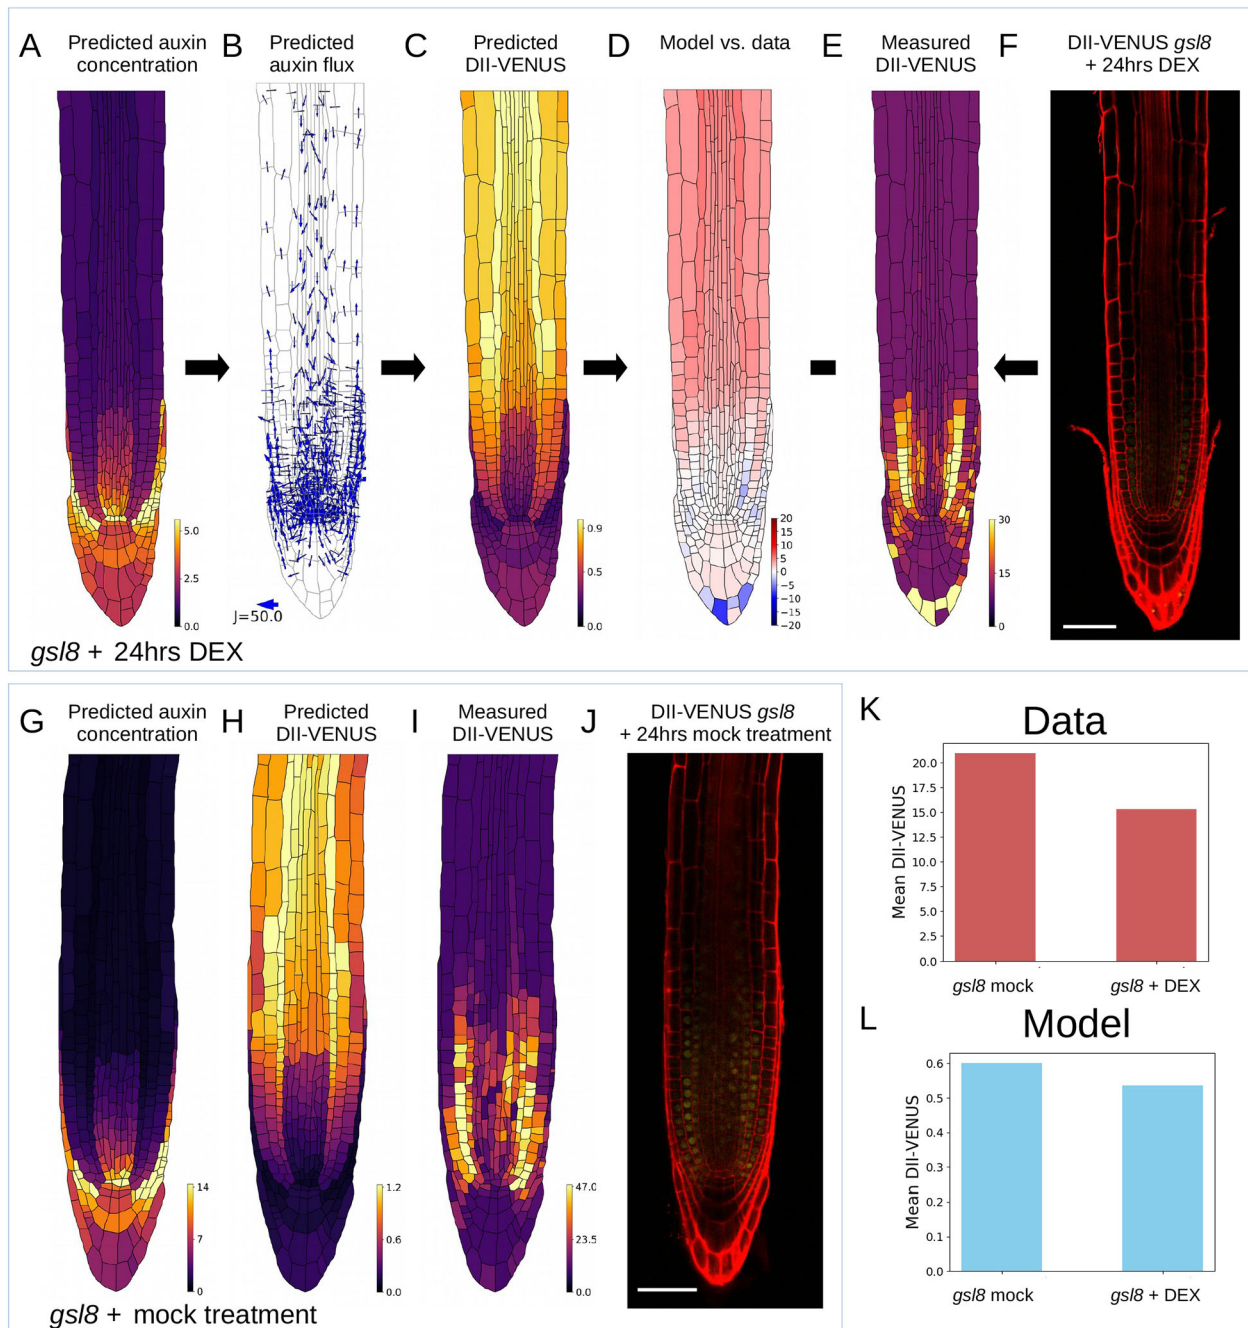 A Predicted auxin concentration
B Predicted auxin flux
C Predicted DII-VENUS
D Model vs. data
E Measured DII-VENUS
F DII-VENUS gsl8 + 24hrs DEX
5.0
2.5
0.0
J=50.0
0.9
0.5
0.0
20
15
10
5
0
−5
−10
−15
−20
30
15
0
gsl8 + 24hrs DEX
G Predicted auxin concentration
H Predicted DII-VENUS
I Measured DII-VENUS
J DII-VENUS gsl8 + 24hrs mock treatment
14
7
0
1.2
0.6
0.0
47.0
23.5
0.0
gsl8 + mock treatment
K
Data
Mean DII-VENUS
20.0
17.5
15.0
12.5
10.0
7.5
5.0
2.5
0.0
gsl8 mock
gsl8 + DEX
L
Model
Mean DII-VENUS
0.6
0.5
0.4
0.3
0.2
0.1
0.0
gsl8 mock
gsl8 + DEX